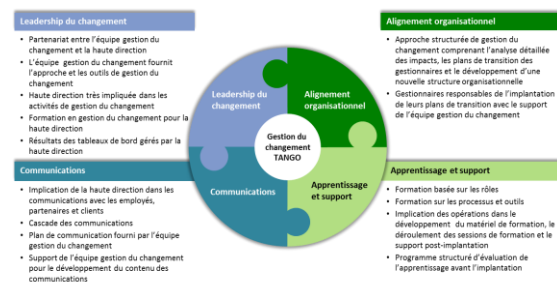 Leadership du changement
• Partenariat entre l'équipe gestion du
changement et la haute direction
• L'équipe gestion du changement fournit
l'approche et les outils de gestion du
changement
• Haute direction très impliquée dans les
activités de gestion du changement
• Formation en gestion du changement pour la
haute direction
• Résultats des tableaux de bord gérés par la
haute direction
Alignement organisationnel
• Approche structurée de gestion du
changement comprenant l'analyse détaillée
des impacts, les plans de transition des
gestionnaires et le développement d'une
nouvelle structure organisationnelle
• Gestionnaires responsables de l'implantation
de leurs plans de transition avec le support
de l'équipe gestion du changement
Leadership du
changement
Alignement
organisationnel
Gestion du
changement
TANGO
Communications
Apprentissage
et support
Communications
• Implication de la haute direction dans les
communications avec les employés,
partenaires et clients
• Cascade des communications
• Plan de communication fourni par l'équipe
gestion du changement
• Support de l'équipe gestion du changement
pour le développement du contenu des
communications
Apprentissage et support
• Formation basée sur les rôles
• Formation sur les processus et outils
• Implication des opérations dans le
développement du matériel de formation, le
déroulement des sessions de formation et le
support post-implantation
• Programme structuré d'évaluation de
l'apprentissage avant l'implantation